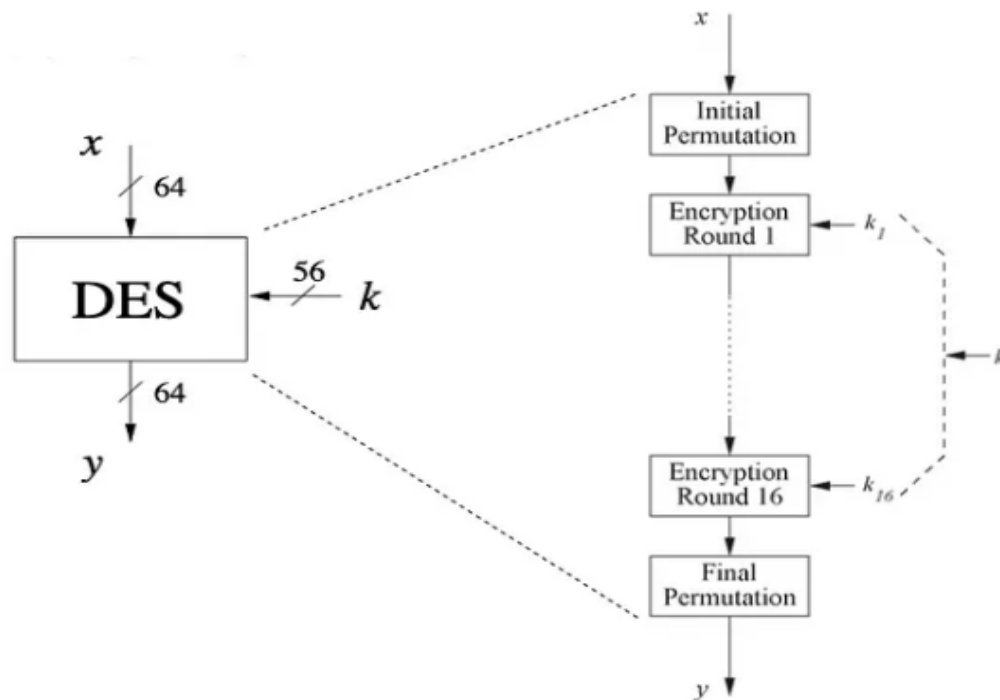 x
64
DES
56
k
64
y
x
Initial
Permutation
Encryption
Round 1
k1
Encryption
Round 16
k16
Final
Permutation
y